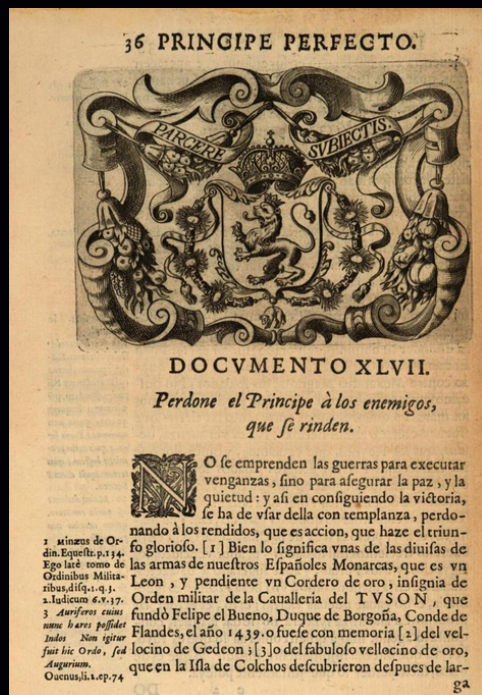 36 PRINCIPE PERFECTO.
PARCERE SVBIECTIS.
DOCVMENTO XLVII.
Perdone el Principe à los enemigos,
que se rinden.
NO se emprenden las guerras para executar
venganzas, sino para asegurar la paz, y la
quietud: y asi en consiguiendo la victoria,
se ha de vsar della con templanza, perdo-
nando à los rendidos, que es accion, que haze el triun-
fo glorioso. [1] Bien lo significa vnas de las diuisas de
las armas de nuestros Españoles Monarcas, que es vn
Leon, y pendiente vn Cordero de oro, insignia de
Orden militar de la Caualleria del TVSON, que
fundò Felipe el Bueno, Duque de Borgoña, Conde de
Flandes, el año 1439. o fuese con memoria [2] del vel-
locino de Gedeon; [3] o del fabuloso vellocino de oro,
que en la Isla de Colchos descubrieron despues de lar-
ga
1 Minæus de Or-
din. Equestr. p. 134.
Ego latè tomo de
Ordinibus Milita-
ribus, disq. 1. q. 3.
2. Iudicum 6. v. 37.
3 Auriferos cuius
nunc hares possidet
Indos Non igitur
fuit hic Ordo, sed
Augurium.
Ouenus, li. 2. ep. 74